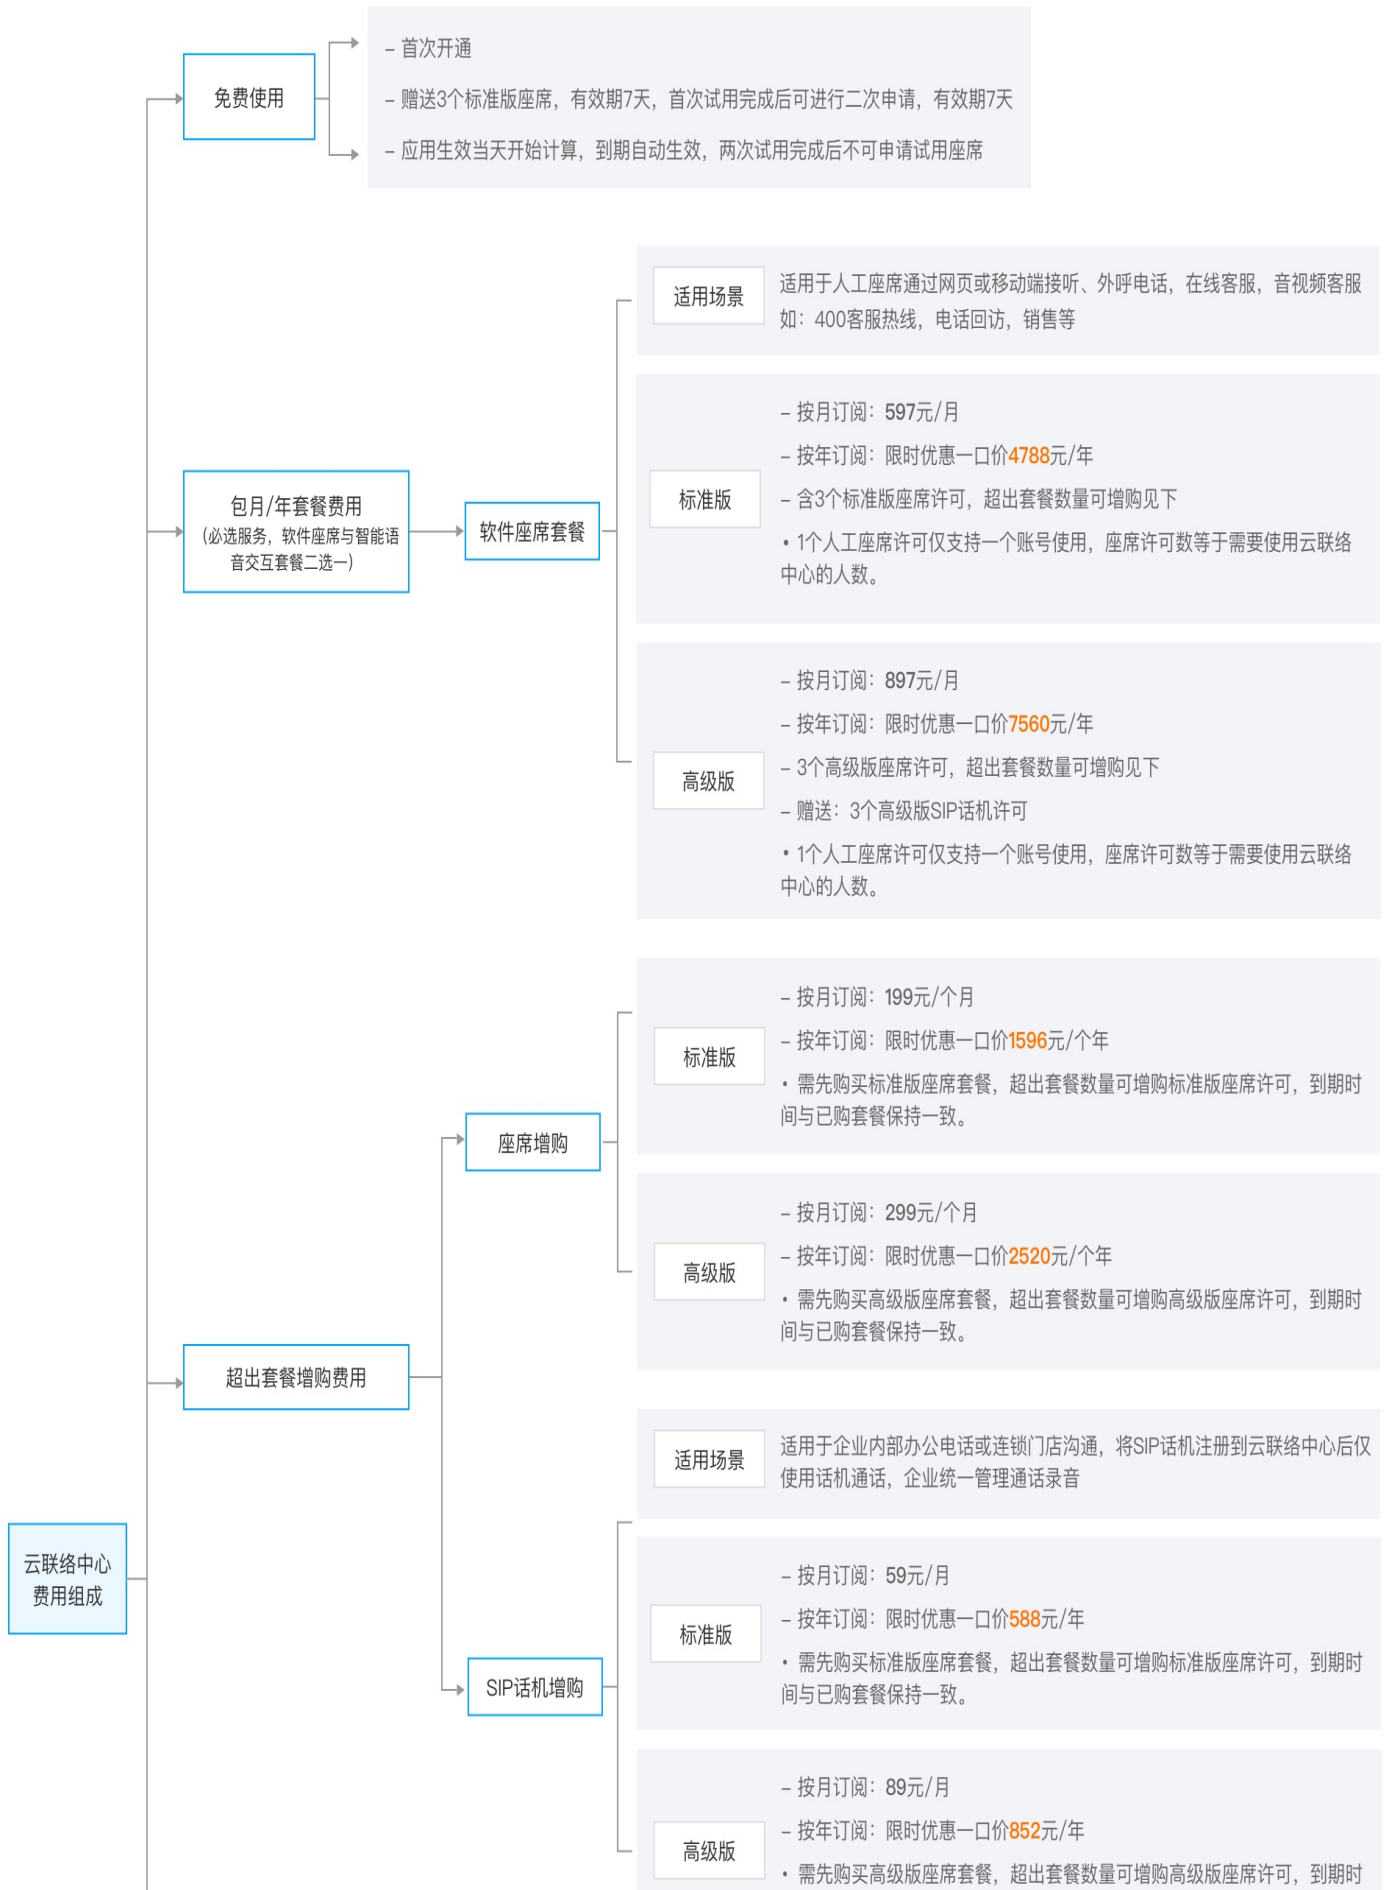 免费使用
– 首次开通
– 赠送3个标准版座席，有效期7天，首次试用完成后可进行二次申请，有效期7天
– 应用生效当天开始计算，到期自动生效，两次试用完成后不可申请试用座席
包月/年套餐费用
（必选服务，软件座席与智能语
音交互套餐二选一）
软件座席套餐
适用场景
适用于人工座席通过网页或移动端接听、外呼电话，在线客服，音视频客服
如：400客服热线，电话回访，销售等
标准版
– 按月订阅：597元/月
– 按年订阅：限时优惠一口价4788元/年
– 含3个标准版座席许可，超出套餐数量可增购见下
• 1个人工座席许可仅支持一个账号使用，座席许可数等于需要使用云联络
中心的人数。
高级版
– 按月订阅：897元/月
– 按年订阅：限时优惠一口价7560元/年
– 3个高级版座席许可，超出套餐数量可增购见下
– 赠送：3个高级版SIP话机许可
• 1个人工座席许可仅支持一个账号使用，座席许可数等于需要使用云联络
中心的人数。
超出套餐增购费用
座席增购
标准版
– 按月订阅：199元/个月
– 按年订阅：限时优惠一口价1596元/个年
• 需先购买标准版座席套餐，超出套餐数量可增购标准版座席许可，到期时
间与已购套餐保持一致。
高级版
– 按月订阅：299元/个月
– 按年订阅：限时优惠一口价2520元/个年
• 需先购买高级版座席套餐，超出套餐数量可增购高级版座席许可，到期时
间与已购套餐保持一致。
适用场景
适用于企业内部办公电话或连锁门店沟通，将SIP话机注册到云联络中心后仅
使用话机通话，企业统一管理通话录音
云联络中心
费用组成
SIP话机增购
标准版
– 按月订阅：59元/月
– 按年订阅：限时优惠一口价588元/年
• 需先购买标准版座席套餐，超出套餐数量可增购标准版座席许可，到期时
间与已购套餐保持一致。
高级版
– 按月订阅：89元/月
– 按年订阅：限时优惠一口价852元/年
• 需先购买高级版座席套餐，超出套餐数量可增购高级版座席许可，到期时